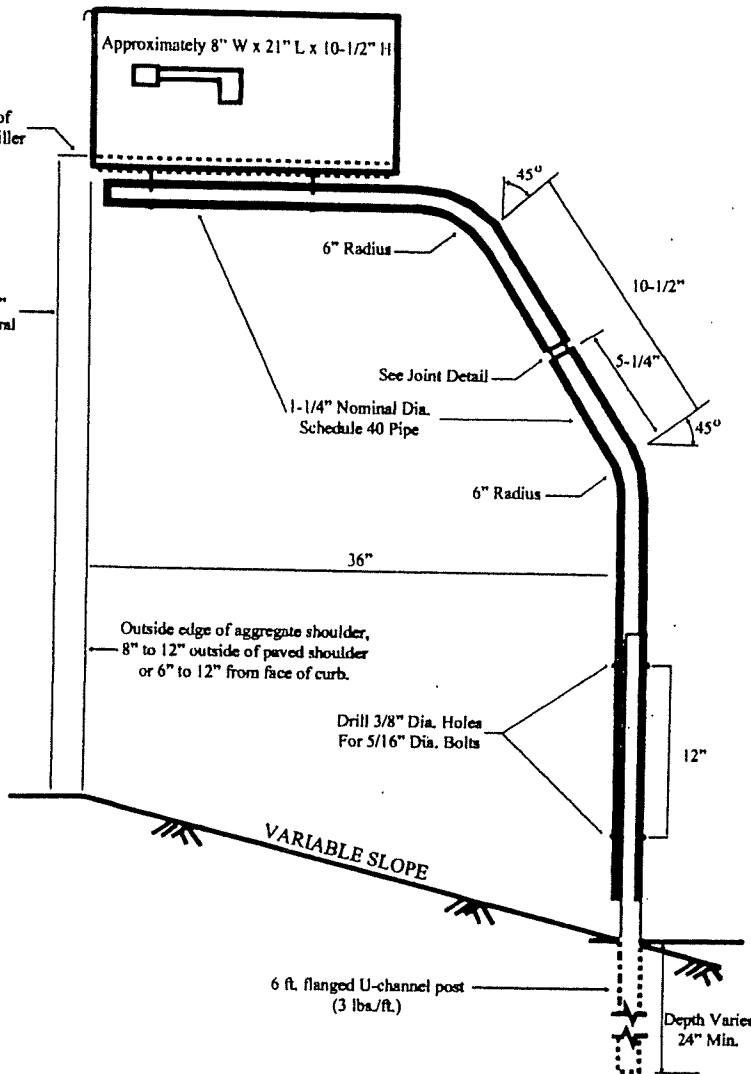 Approximately 8" W x 21" L x 10-1/2" H
of
iller
45°
6" Radius
10-1/2"
"
ral
See Joint Detail
5-1/4"
1-1/4" Nominal Dia.
Schedule 40 Pipe
45°
6" Radius
36"
Outside edge of aggregate shoulder,
8" to 12" outside of paved shoulder
or 6" to 12" from face of curb.
Drill 3/8" Dia. Holes
For 5/16" Dia. Bolts
12"
VARIABLE SLOPE
6 ft. flanged U-channel post
(3 lbs./ft.)
Depth Varies
24" Min.